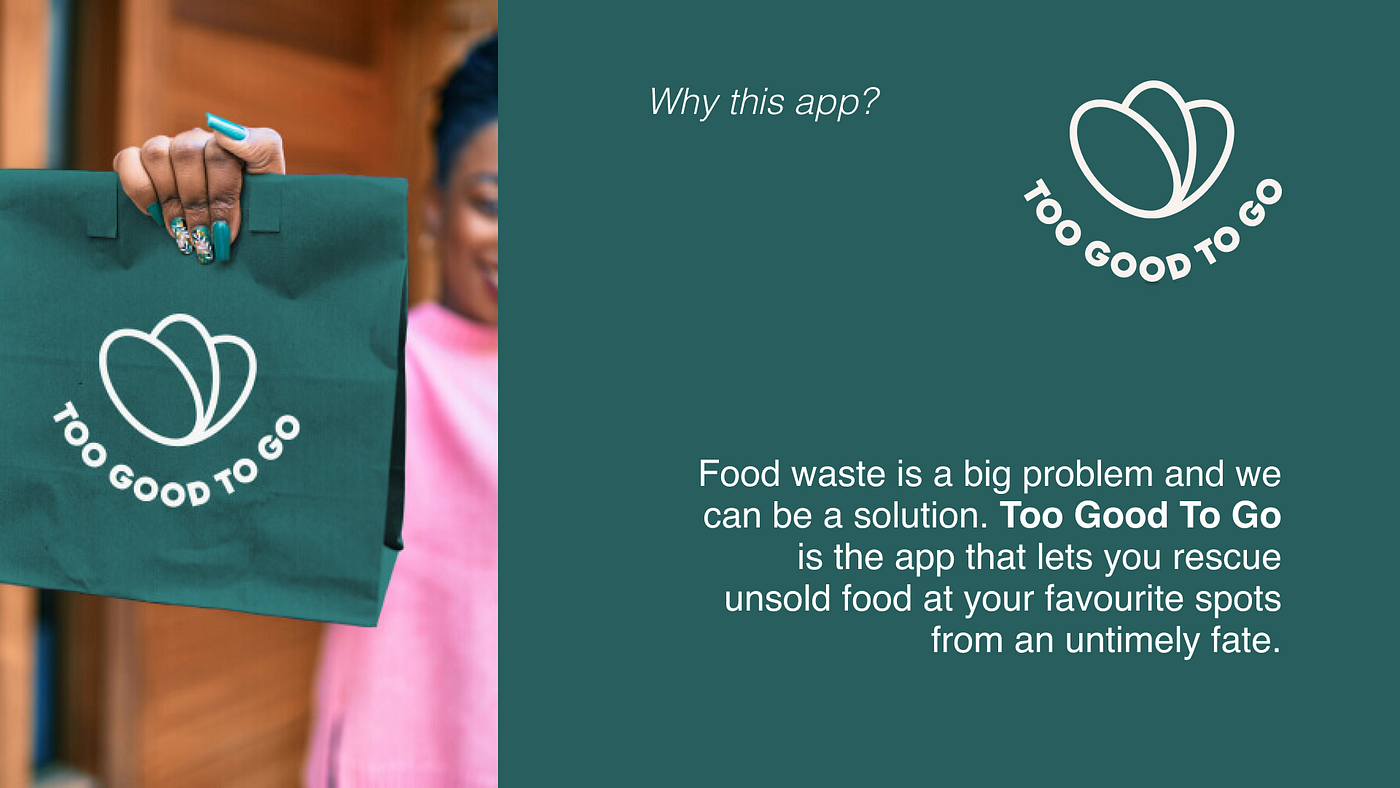 TOO GOOD TO GO
Why this app?
TOO GOOD TO GO
Food waste is a big problem and we
can be a solution. Too Good To Go
is the app that lets you rescue
unsold food at your favourite spots
from an untimely fate.